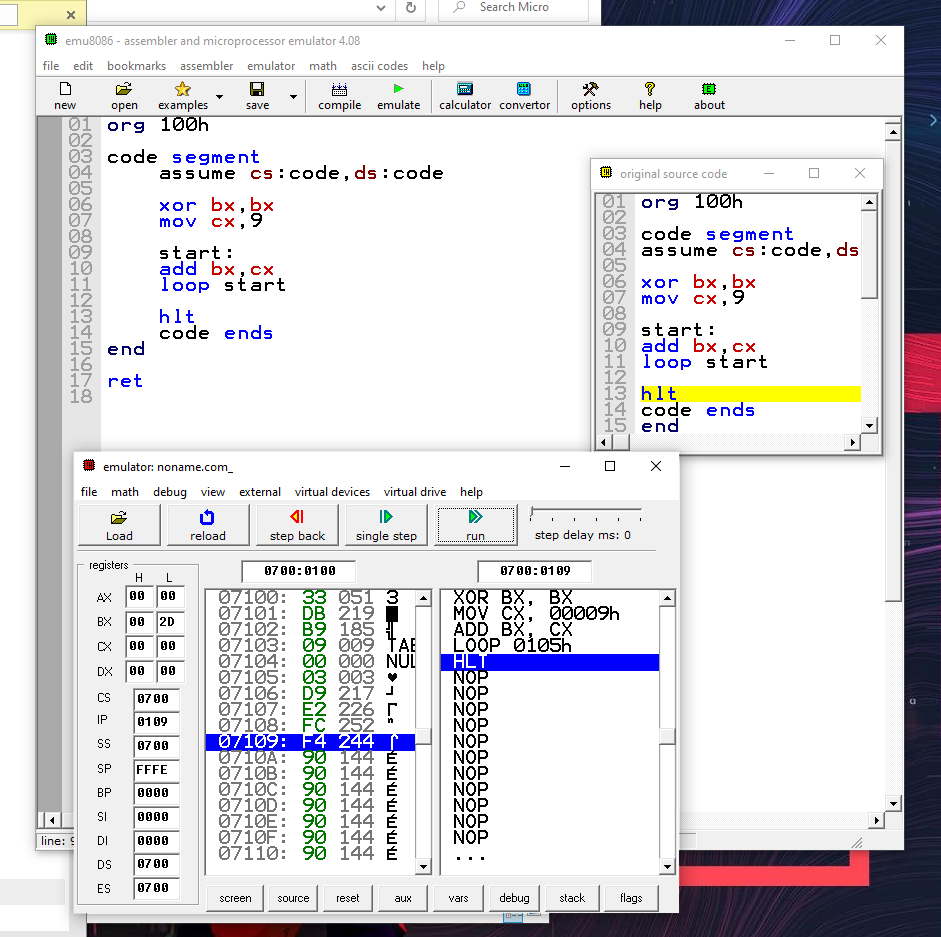 Search Micro
emu8086 - assembler and microprocessor emulator 4.08
file edit bookmarks assembler emulator math ascii codes help
new open examples save compile emulate calculator convertor options help about
01 org 100h
02
03 code segment
04 assume cs:code,ds:code
05
06 xor bx,bx
07 mov cx,9
08
09 start:
10 add bx,cx
11 loop start
12
13 hlt
14 code ends
15 end
16
17 ret
18
line:
original source code
01 org 100h
02
03 code segment
04 assume cs:code,ds
05
06 xor bx,bx
07 mov cx,9
08
09 start:
10 add bx,cx
11 loop start
12
13 hlt
14 code ends
15 end
emulator: noname.com_
file math debug view external virtual devices virtual drive help
Load reload step back single step run step delay ms: 0
registers
H L
AX 00 00
BX 00 2D
CX 00 00
DX 00 00
CS 0700
IP 0109
SS 0700
SP FFFE
BP 0000
SI 0000
DI 0000
DS 0700
ES 0700
0700:0100
07100: 33 051 3
07101: DB 219 █
07102: B9 185 ╣
07103: 09 009 TAB
07104: 00 000 NUL
07105: 03 003 ♥
07106: D9 217 ┘
07107: E2 226 Γ
07108: FC 252 ⁿ
07109: F4 244 ⌠
0710A: 90 144 É
0710B: 90 144 É
0710C: 90 144 É
0710D: 90 144 É
0710E: 90 144 É
0710F: 90 144 É
07110: 90 144 É
0700:0109
XOR BX, BX
MOV CX, 00009h
ADD BX, CX
LOOP 0105h
HLT
NOP
NOP
NOP
NOP
NOP
NOP
NOP
NOP
NOP
NOP
NOP
...
screen source reset aux vars debug stack flags